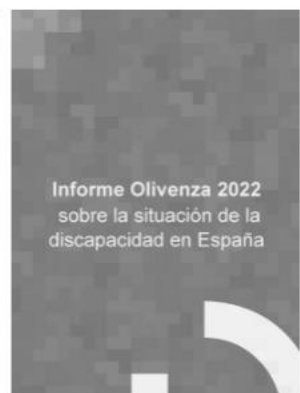 Informe Olivenza 2022
sobre la situación de la
discapacidad en España